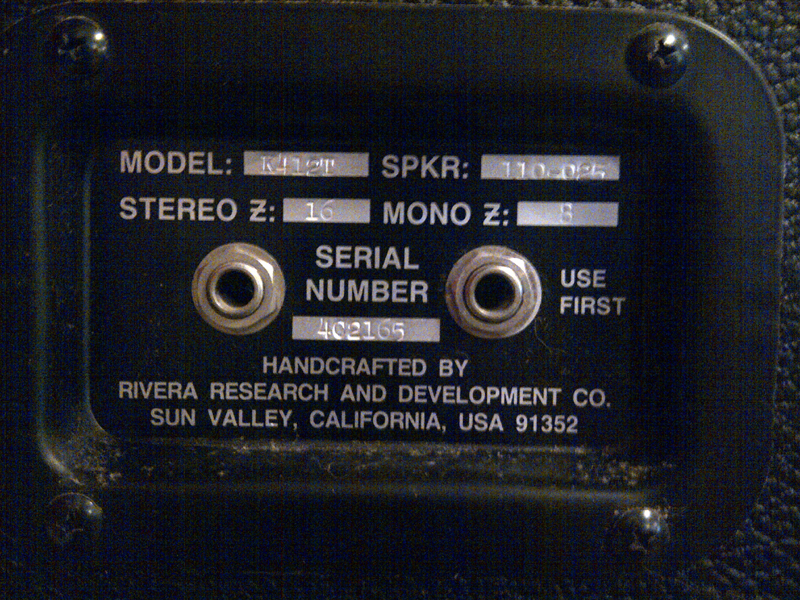 MODEL: K412T SPKR: 110-025
STEREO Z: 16 MONO Z: 8
SERIAL
NUMBER
402165
USE
FIRST
HANDCRAFTED BY
RIVERA RESEARCH AND DEVELOPMENT CO.
SUN VALLEY, CALIFORNIA, USA 91352